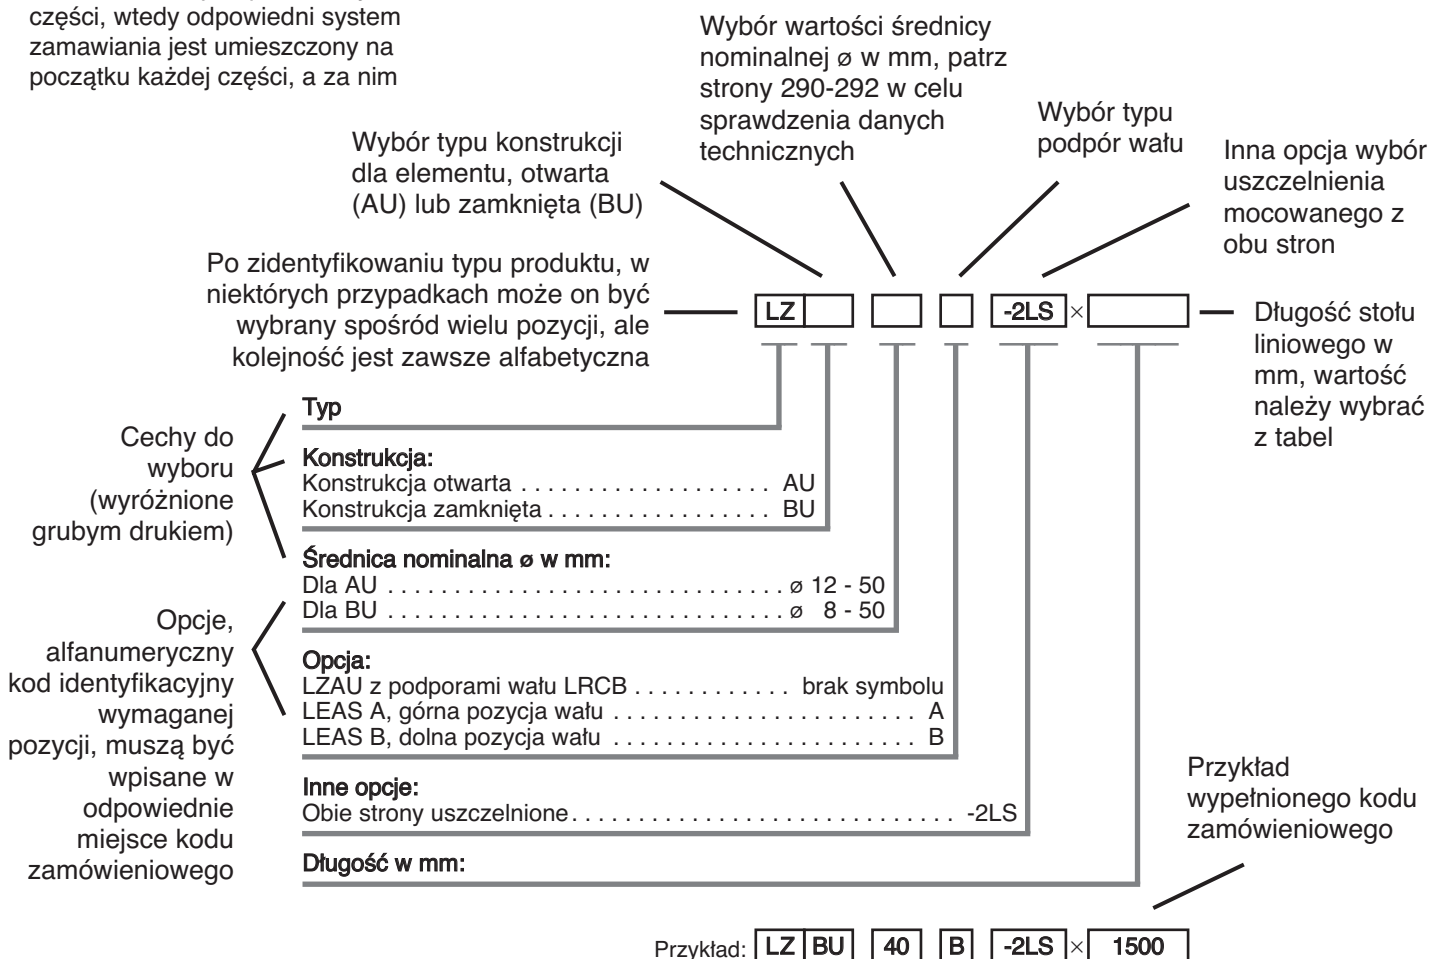 części, wtedy odpowiedni system
zamawiania jest umieszczony na
początku każdej części, a za nim
Wybór wartości średnicy
nominalnej ø w mm, patrz
strony 290-292 w celu
sprawdzenia danych
technicznych
Wybór typu
podpór wału
Inna opcja wybór
uszczelnienia
mocowanego z
obu stron
Wybór typu konstrukcji
dla elementu, otwarta
(AU) lub zamknięta (BU)
Po zidentyfikowaniu typu produktu, w
niektórych przypadkach może on być
wybrany spośród wielu pozycji, ale
kolejność jest zawsze alfabetyczna
LZ -2LS ×
Długość stołu
liniowego w
mm, wartość
należy wybrać
z tabel
Cechy do
wyboru
(wyróżnione
grubym drukiem)
Typ
Konstrukcja:
Konstrukcja otwarta . . . . . . . . . . . . . . . . . . . AU
Konstrukcja zamknięta . . . . . . . . . . . . . . . . . BU
Średnica nominalna ø w mm:
Dla AU . . . . . . . . . . . . . . . . . . . . . . . . . . . . . . ø 12 - 50
Dla BU . . . . . . . . . . . . . . . . . . . . . . . . . . . . . . ø 8 - 50
Opcje,
alfanumeryczny
kod identyfikacyjny
wymaganej
pozycji, muszą być
wpisane w
odpowiednie
miejsce kodu
zamówieniowego
Opcja:
LZAU z podporami wału LRCB . . . . . . . . . . . . brak symbolu
LEAS A, górna pozycja wału . . . . . . . . . . . . . . . . . . . . . . . A
LEAS B, dolna pozycja wału . . . . . . . . . . . . . . . . . . . . . . . B
Inne opcje:
Obie strony uszczelnione . . . . . . . . . . . . . . . . . . . . . . . . . . . . -2LS
Długość w mm:
Przykład
wypełnionego kodu
zamówieniowego
Przykład: LZ BU 40 B -2LS × 1500